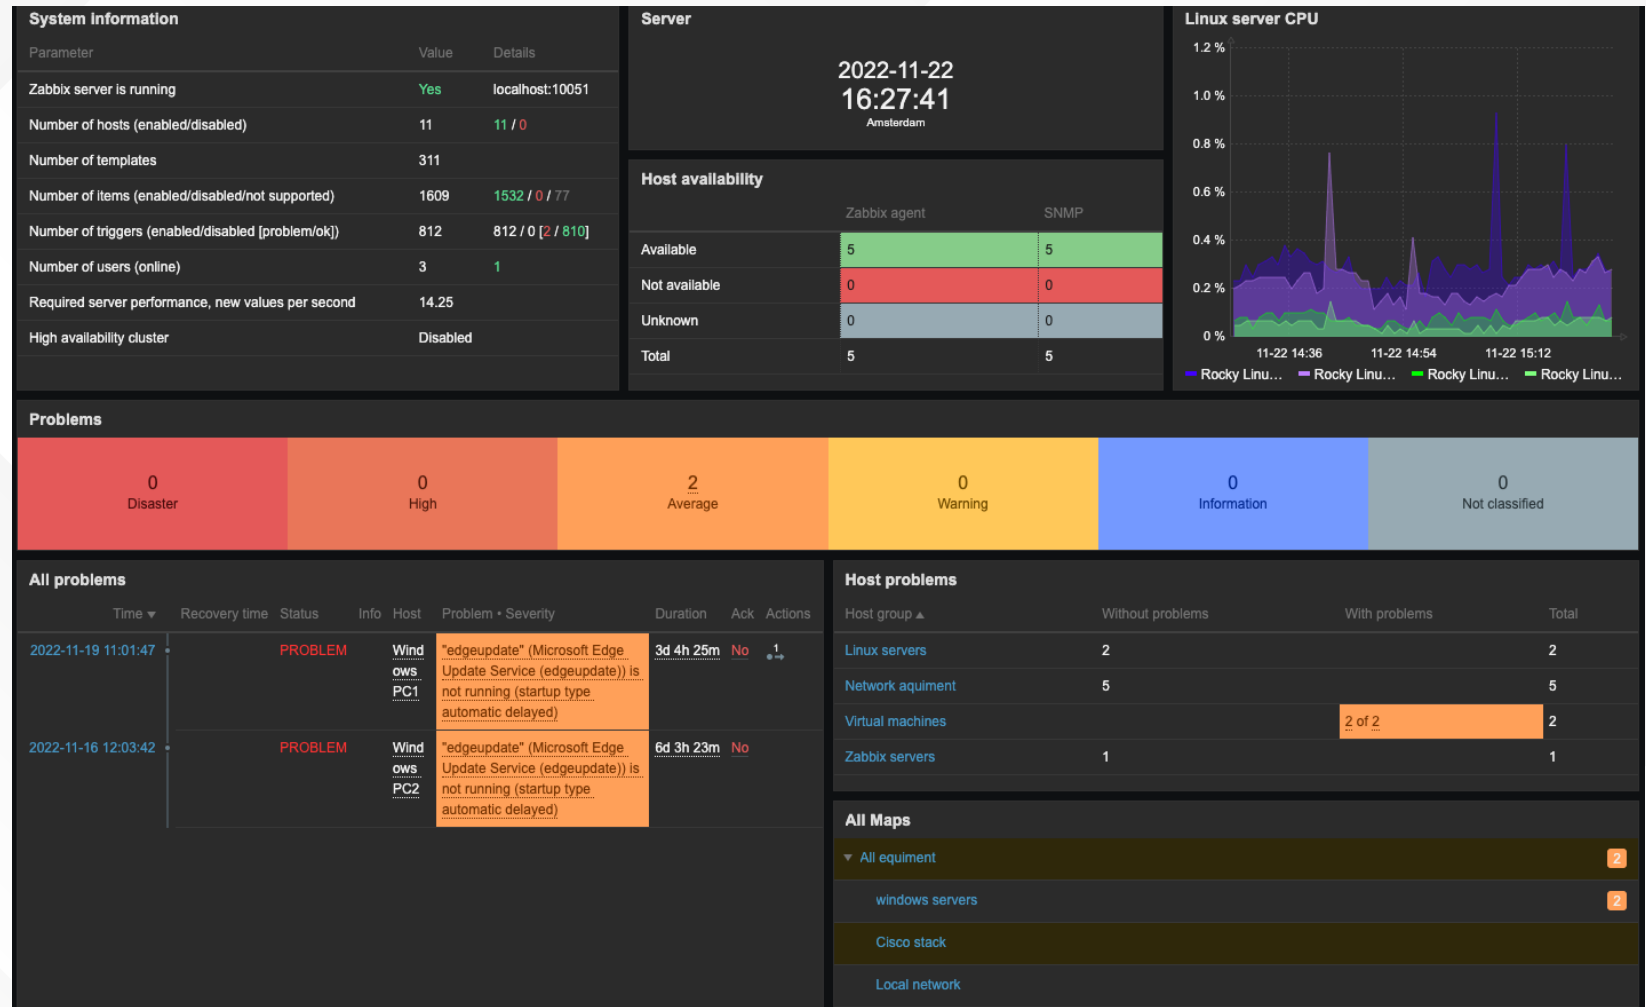 System information
Parameter Value Details
Zabbix server is running Yes localhost:10051
Number of hosts (enabled/disabled) 11 11 / 0
Number of templates 311
Number of items (enabled/disabled/not supported) 1609 1532 / 0 / 77
Number of triggers (enabled/disabled [problem/ok]) 812 812 / 0 [2 / 810]
Number of users (online) 3 1
Required server performance, new values per second 14.25
High availability cluster Disabled
Server
2022-11-22
16:27:41
Amsterdam
Host availability
Zabbix agent SNMP
Available 5 5
Not available 0 0
Unknown 0 0
Total 5 5
Linux server CPU
1.2 %
1.0 %
0.8 %
0.6 %
0.4 %
0.2 %
0 %
11-22 14:36 11-22 14:54 11-22 15:12
Rocky Linu... Rocky Linu... Rocky Linu... Rocky Linu...
Problems
0 0 2 0 0 0
Disaster High Average Warning Information Not classified
All problems
Time Recovery time Status Info Host Problem • Severity Duration Ack Actions
2022-11-19 11:01:47 PROBLEM Wind "edgeupdate" (Microsoft Edge 3d 4h 25m No 1
ows Update Service (edgeupdate)) is
PC1 not running (startup type
automatic delayed)
2022-11-16 12:03:42 PROBLEM Wind "edgeupdate" (Microsoft Edge 6d 3h 23m No
ows Update Service (edgeupdate)) is
PC2 not running (startup type
automatic delayed)
Host problems
Host group Without problems With problems Total
Linux servers 2 2
Network aquiment 5 5
Virtual machines 2 of 2 2
Zabbix servers 1 1
All Maps
All equiment 2
windows servers 2
Cisco stack
Local network